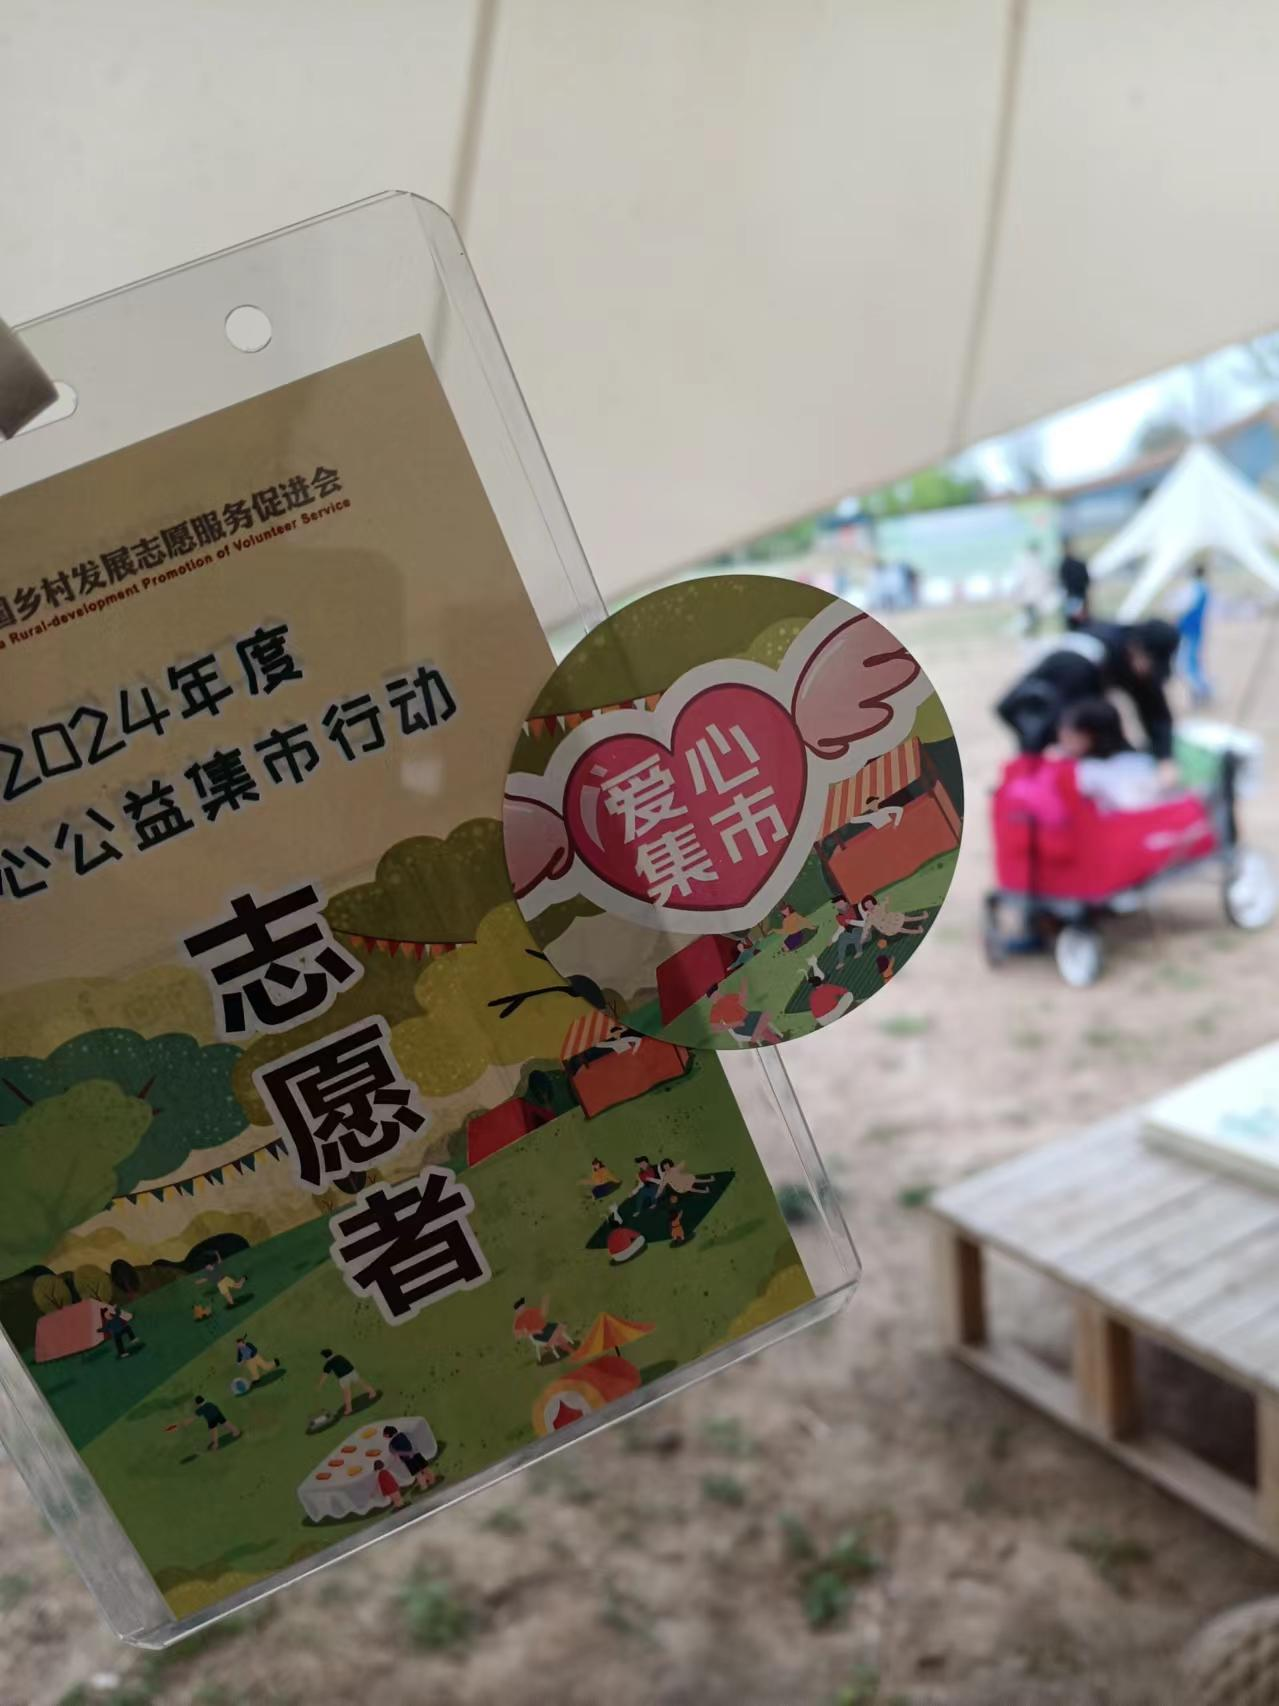 国乡村发展志愿服务促进会
Rural-development Promotion of Volunteer Service
2024年度
心公益集市行动
志愿者
爱心
集市